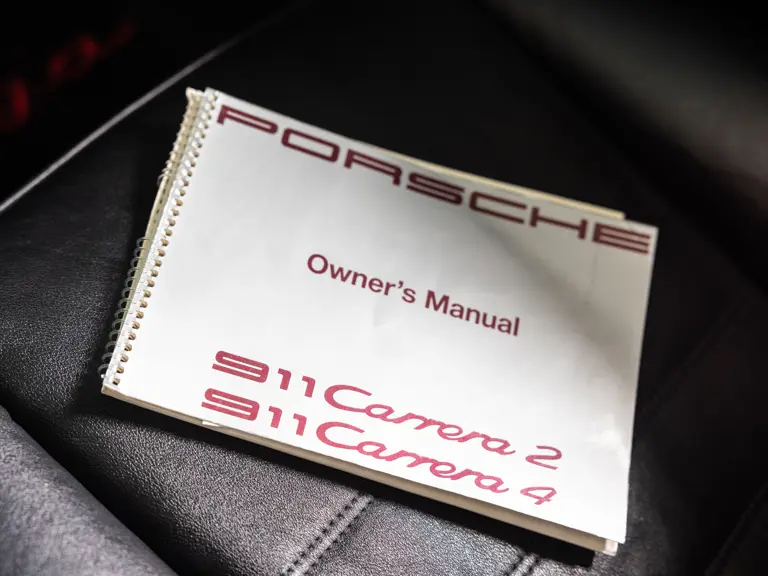 PORSCHE
Owner's Manual
911 Carrera 2
911 Carrera 4